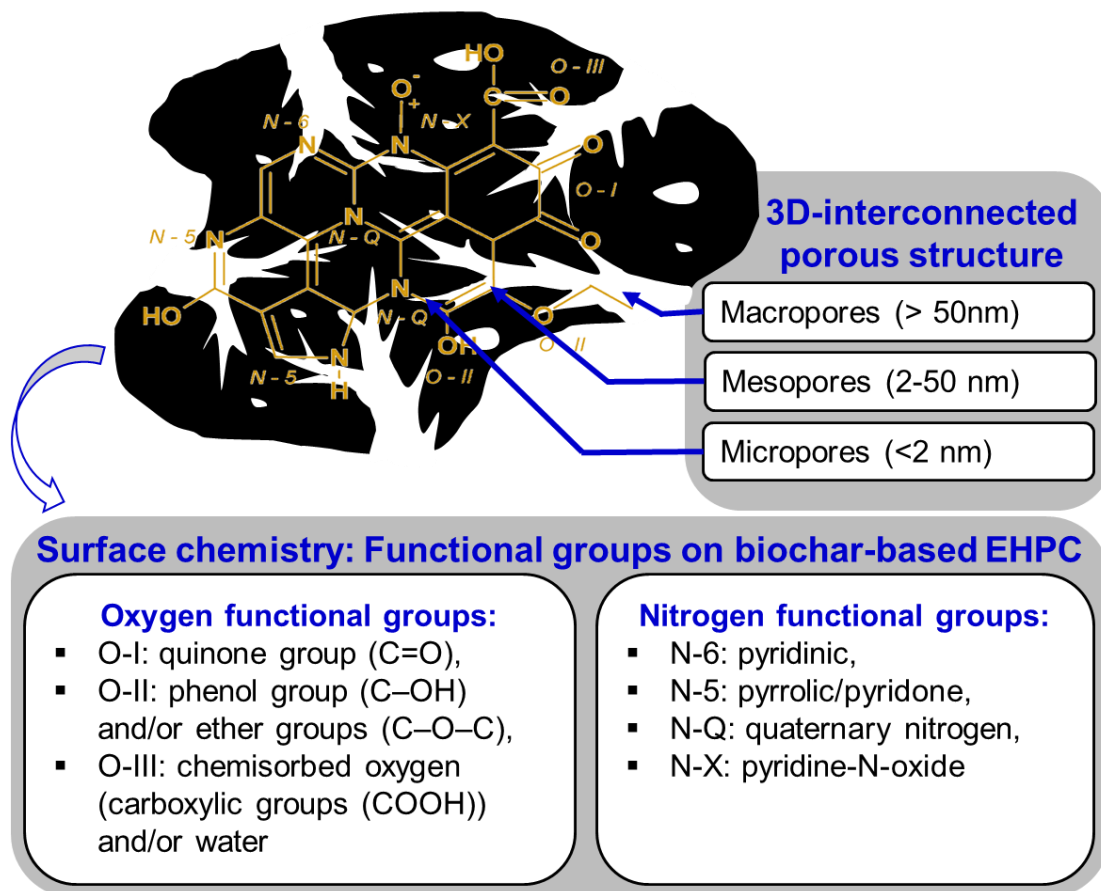 HO
O - III
O-
+
C
O
N - 6
N - X
N
N
O
O - I
N
N - 5
N
N - Q
O
N
N - Q
O
HO
OH
O - II
N - 5
N
H
O - II
3D-interconnected
porous structure
Macropores (> 50nm)
Mesopores (2-50 nm)
Micropores (<2 nm)
Surface chemistry: Functional groups on biochar-based EHPC
Oxygen functional groups:
▪ O-I: quinone group (C=O),
▪ O-II: phenol group (C–OH)
and/or ether groups (C–O–C),
▪ O-III: chemisorbed oxygen
(carboxylic groups (COOH))
and/or water
Nitrogen functional groups:
▪ N-6: pyridinic,
▪ N-5: pyrrolic/pyridone,
▪ N-Q: quaternary nitrogen,
▪ N-X: pyridine-N-oxide